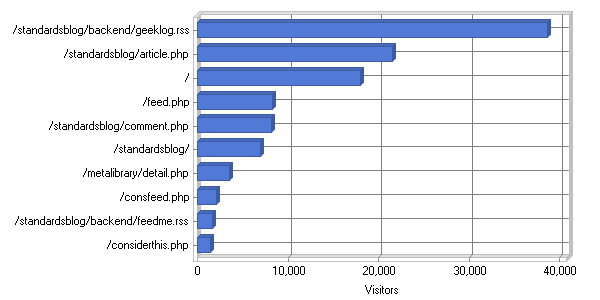 /standardsblog/backend/geeklog.rss
/standardsblog/article.php
/
/feed.php
/standardsblog/comment.php
/standardsblog/
/metalibrary/detail.php
/consfeed.php
/standardsblog/backend/feedme.rss
/considerthis.php
0 10,000 20,000 30,000 40,000
Visitors